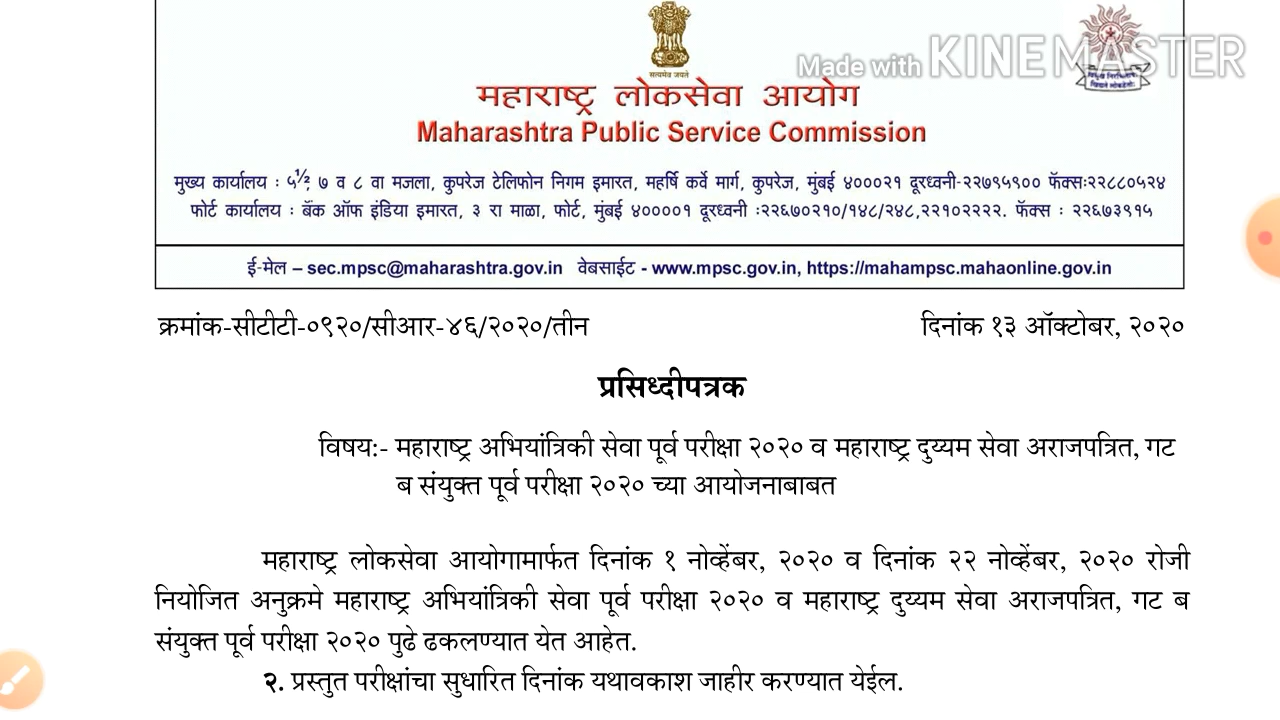 Made with KINEMASTER
सत्यमेव जयते
महाराष्ट्र लोकसेवा आयोग
Maharashtra Public Service Commission
मुख्य कार्यालय : ५½, ७ व ८ वा मजला, कुपरेज टेलिफोन निगम इमारत, महर्षि कर्वे मार्ग, कुपरेज, मुंबई ४०००२१ दूरध्वनी-२२७९५९०० फॅक्स:२२८८०५२४
फोर्ट कार्यालय : बँक ऑफ इंडिया इमारत, ३ रा माळा, फोर्ट, मुंबई ४००००१ दूरध्वनी :२२६७०२१०/१४८/२४८,२२१०२२२२. फॅक्स : २२६७३९१५
ई-मेल – sec.mpsc@maharashtra.gov.in वेबसाईट - www.mpsc.gov.in, https://mahampsc.mahaonline.gov.in
क्रमांक-सीटीटी-०९२०/सीआर-४६/२०२०/तीन दिनांक १३ ऑक्टोबर, २०२०
प्रसिध्दीपत्रक
विषय:- महाराष्ट्र अभियांत्रिकी सेवा पूर्व परीक्षा २०२० व महाराष्ट्र दुय्यम सेवा अराजपत्रित, गट
ब संयुक्त पूर्व परीक्षा २०२० च्या आयोजनाबाबत
महाराष्ट्र लोकसेवा आयोगामार्फत दिनांक १ नोव्हेंबर, २०२० व दिनांक २२ नोव्हेंबर, २०२० रोजी
नियोजित अनुक्रमे महाराष्ट्र अभियांत्रिकी सेवा पूर्व परीक्षा २०२० व महाराष्ट्र दुय्यम सेवा अराजपत्रित, गट ब
संयुक्त पूर्व परीक्षा २०२० पुढे ढकलण्यात येत आहेत.
२. प्रस्तुत परीक्षांचा सुधारित दिनांक यथावकाश जाहीर करण्यात येईल.